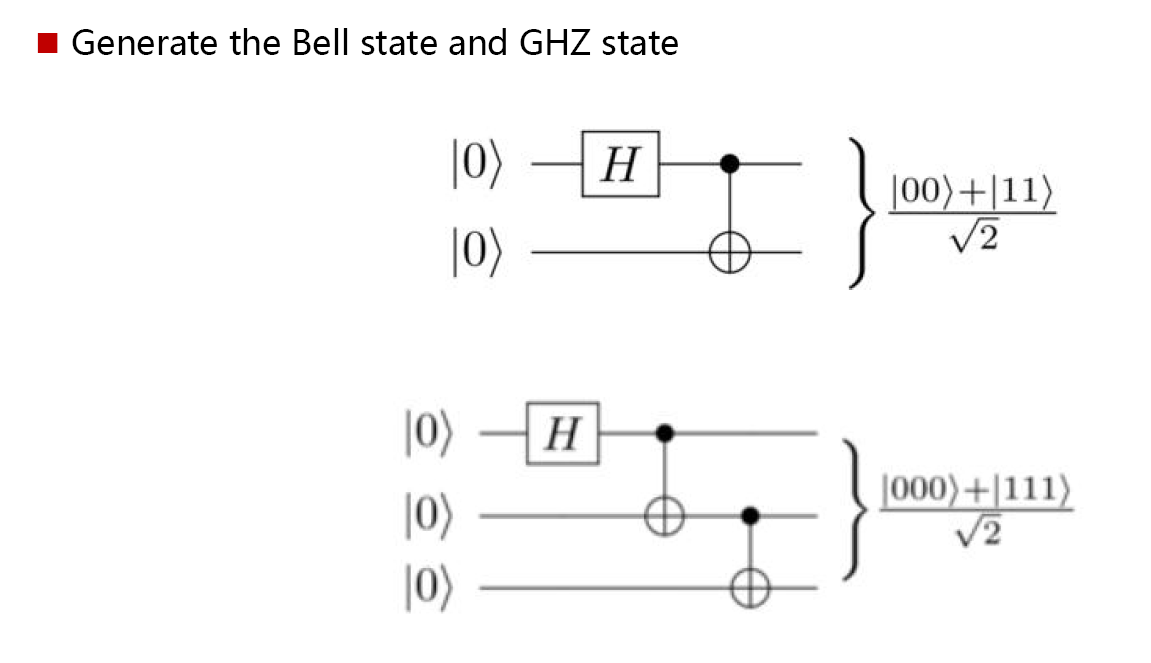 Generate the Bell state and GHZ state
|0⟩ H
|0⟩
|00⟩+|11⟩
√2
|0⟩ H
|0⟩
|0⟩
|000⟩+|111⟩
√2